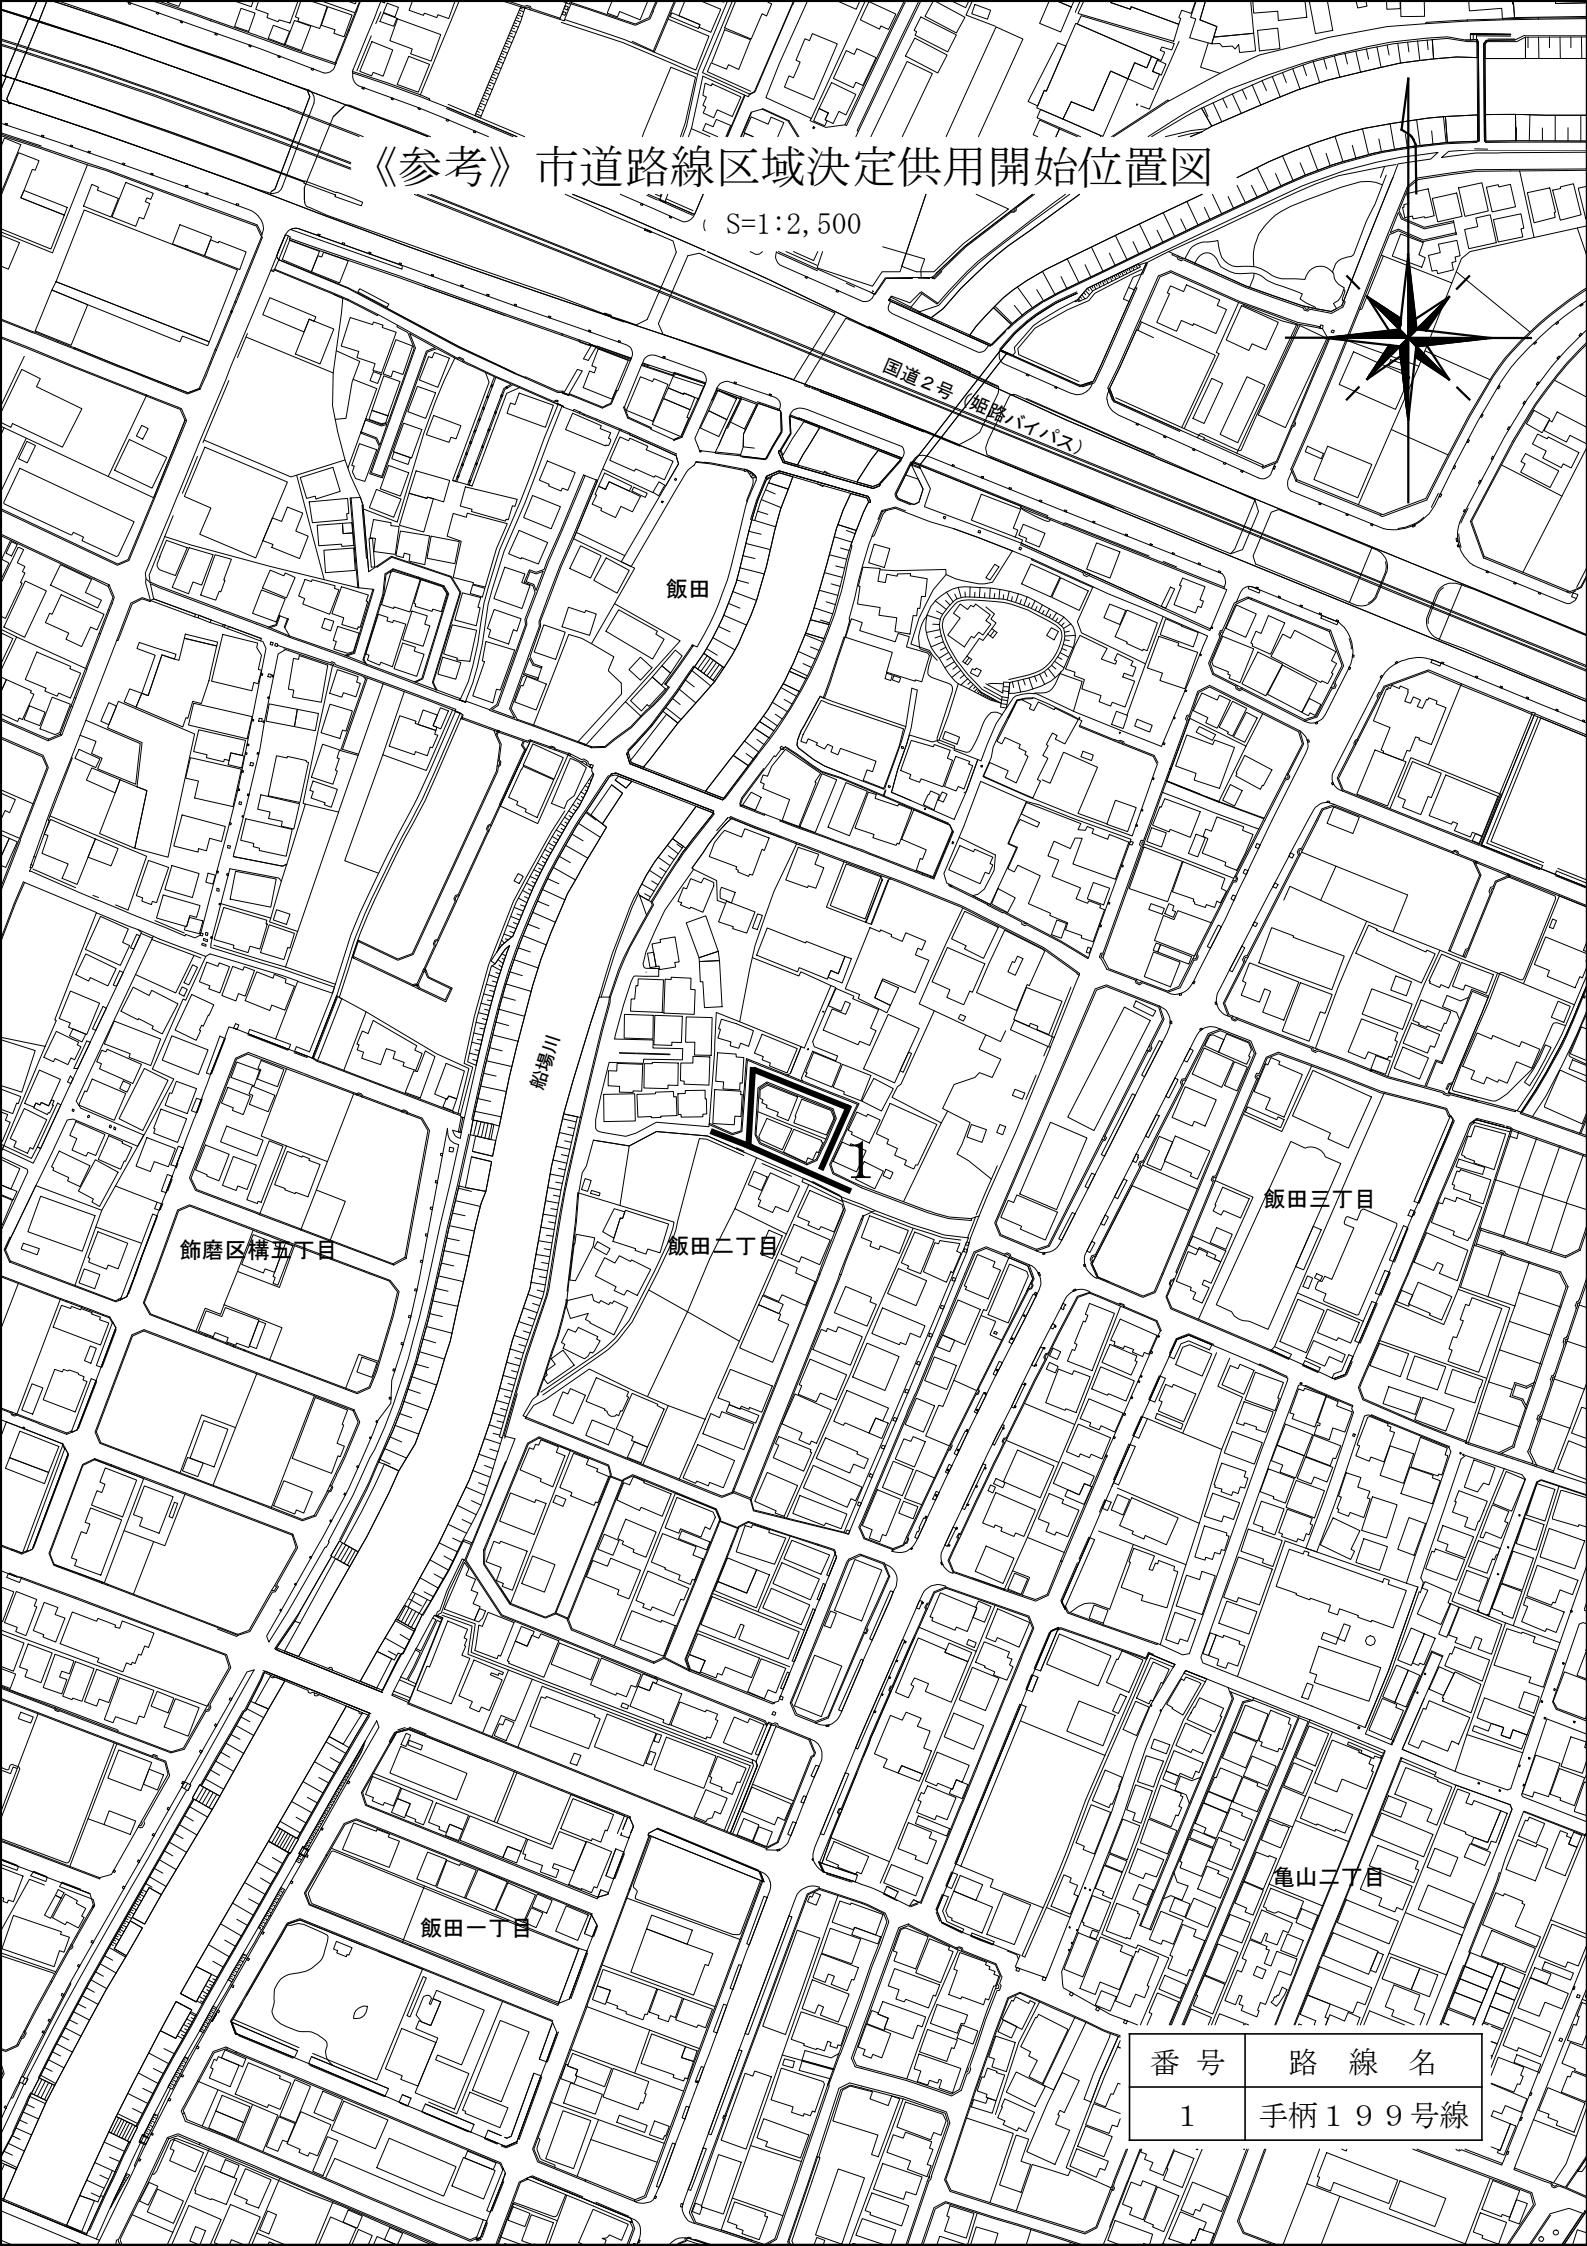 《参考》市道路線区域決定供用開始位置図
( S=1:2,500
国道２号（姫路バイパス）
飯田
船場川
1
飯田三丁目
飾磨区構五丁目
飯田二丁目
亀山二丁目
飯田一丁目
番 号 路 線 名
1 手柄１９９号線